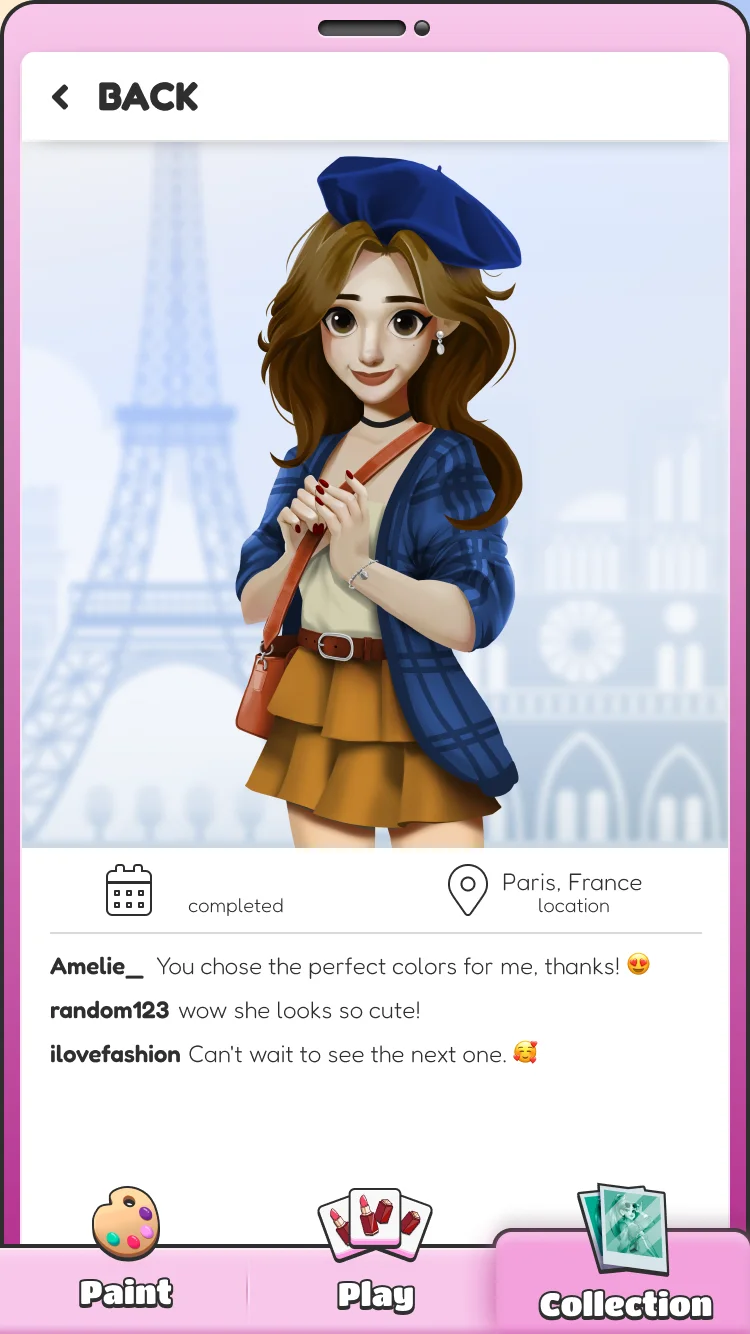 BACK
completed
Paris, France
location
Amelie_ You chose the perfect colors for me, thanks! 😍
random123 wow she looks so cute!
ilovefashion Can't wait to see the next one. 🥰
Paint
Play
Collection